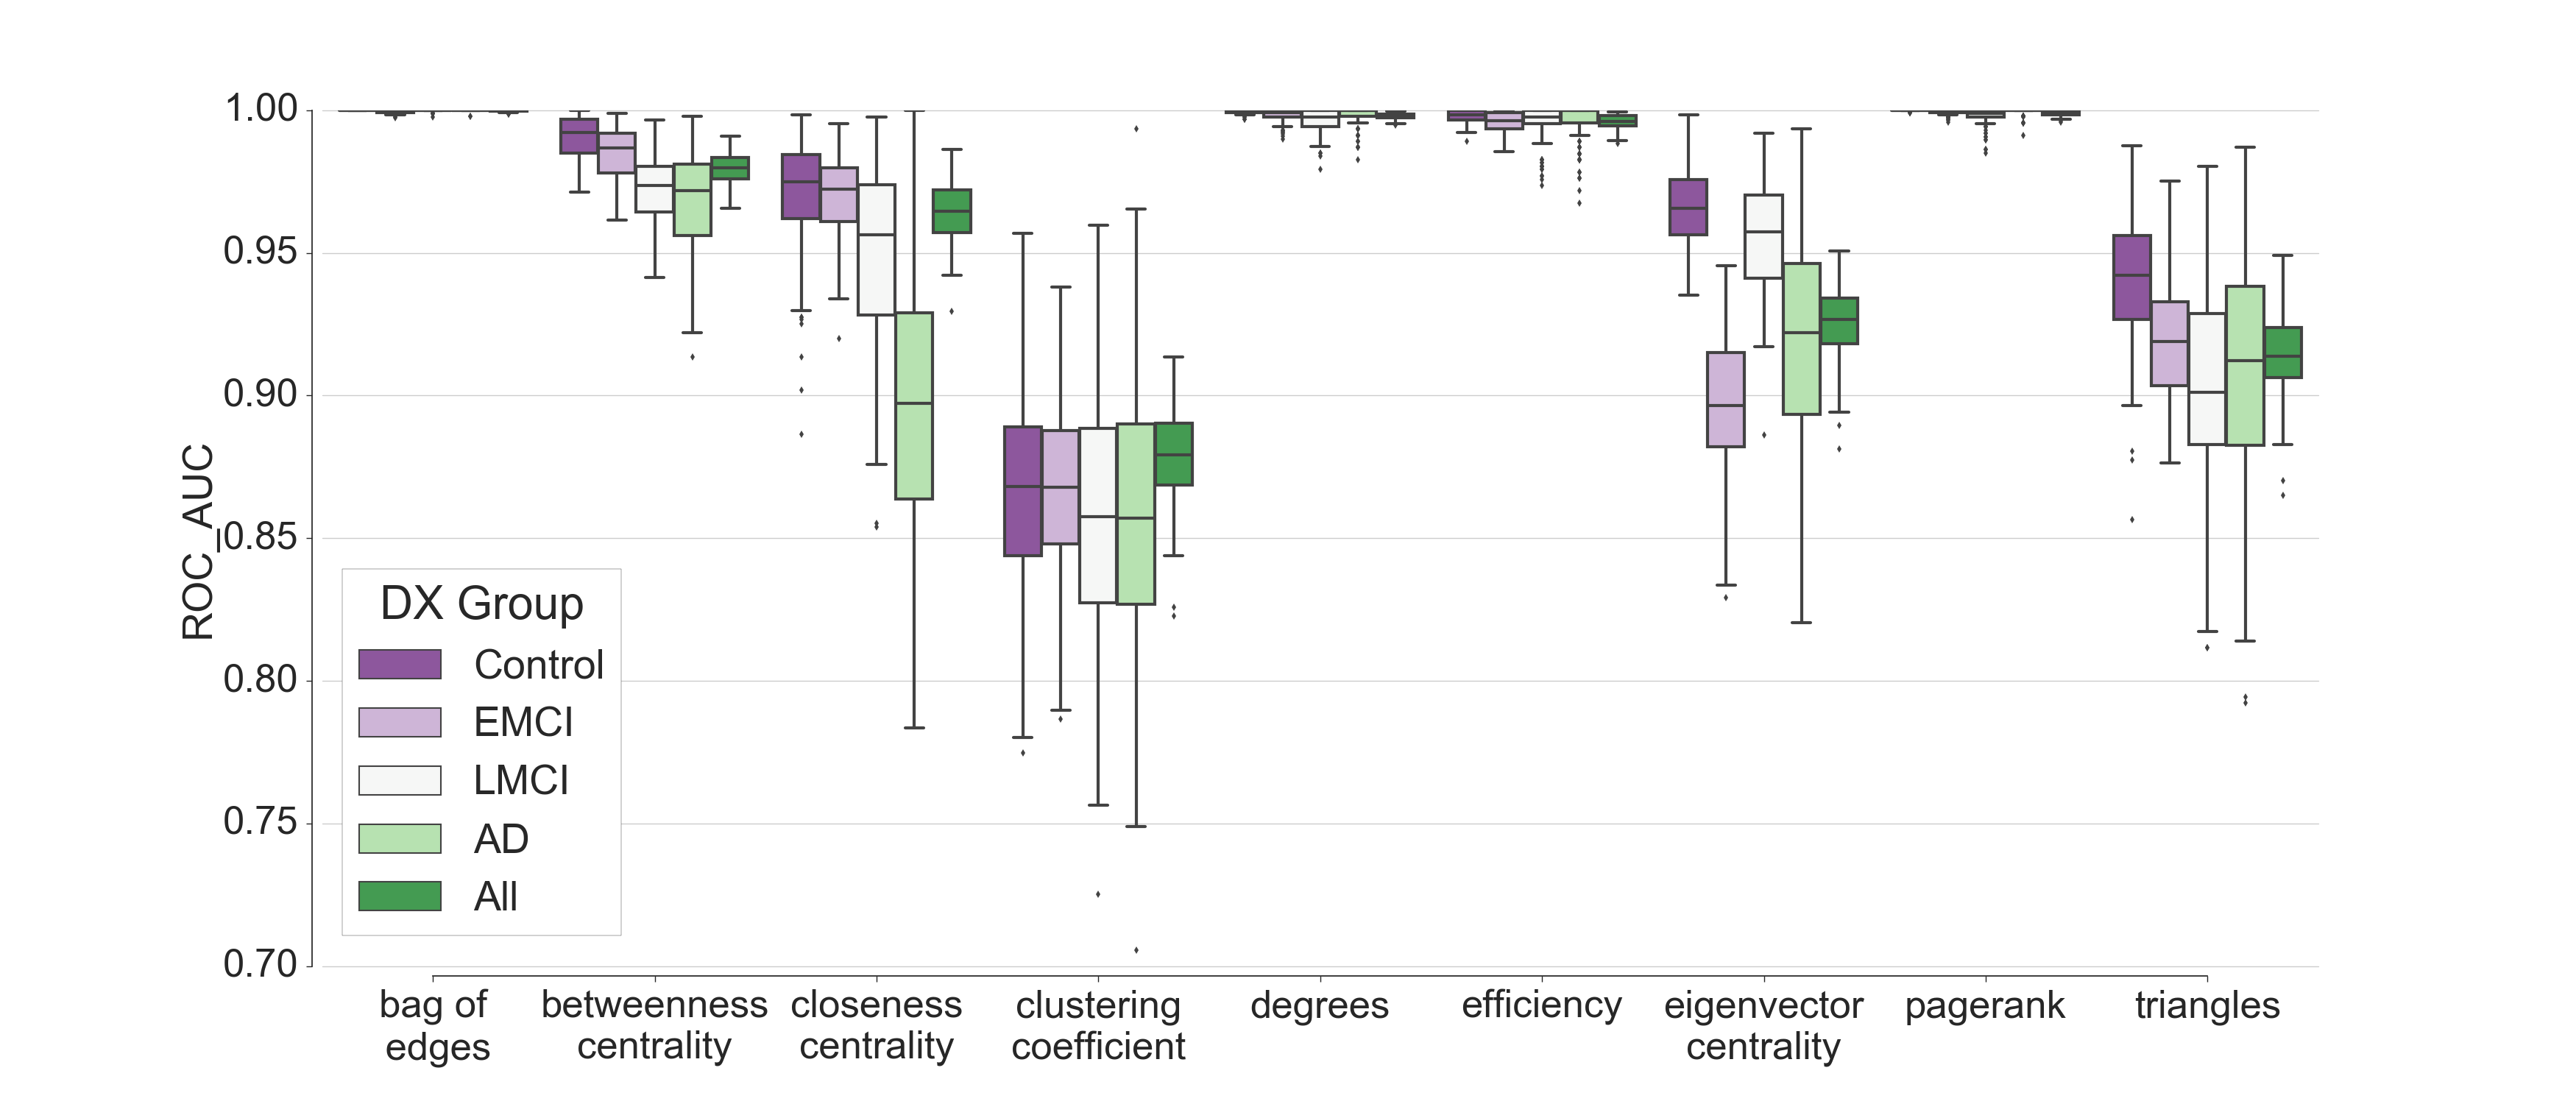 1.00
0.95
0.90
0.85
0.80
0.75
0.70
ROC_AUC
DX Group
Control
EMCI
LMCI
AD
All
bag of
edges
betweenness
centrality
closeness
centrality
clustering
coefficient
degrees
efficiency
eigenvector
centrality
pagerank
triangles